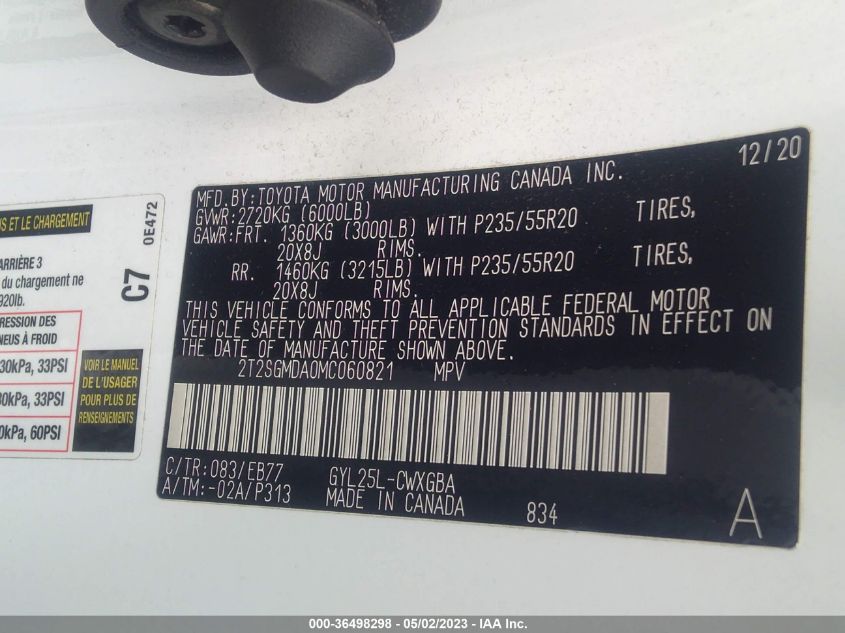 US ET LE CHARGEMENT
0E472
ARRIÈRE 3
du chargement ne
920lb.
C7
RESSION DES
NEUS À FROID
30kPa, 33PSI
30kPa, 33PSI
0kPa, 60PSI
VOIR LE MANUEL
DE L'USAGER
POUR PLUS DE
RENSEIGNEMENTS
12/20
MFD. BY: TOYOTA MOTOR MANUFACTURING CANADA INC.
GVWR: 2720KG (6000LB)
GAWR: FRT. 1360KG (3000LB) WITH P235/55R20 TIRES,
20X8J RIMS.
RR. 1460KG (3215LB) WITH P235/55R20 TIRES,
20X8J RIMS.
THIS VEHICLE CONFORMS TO ALL APPLICABLE FEDERAL MOTOR
VEHICLE SAFETY AND THEFT PREVENTION STANDARDS IN EFFECT ON
THE DATE OF MANUFACTURE SHOWN ABOVE.
2T2SGMDA0MC060821 MPV
C/TR: 083/EB77 GYL25L-CWXGBA
A/TM: -02A/P313 MADE IN CANADA 834 A
000-36498298 - 05/02/2023 - IAA Inc.